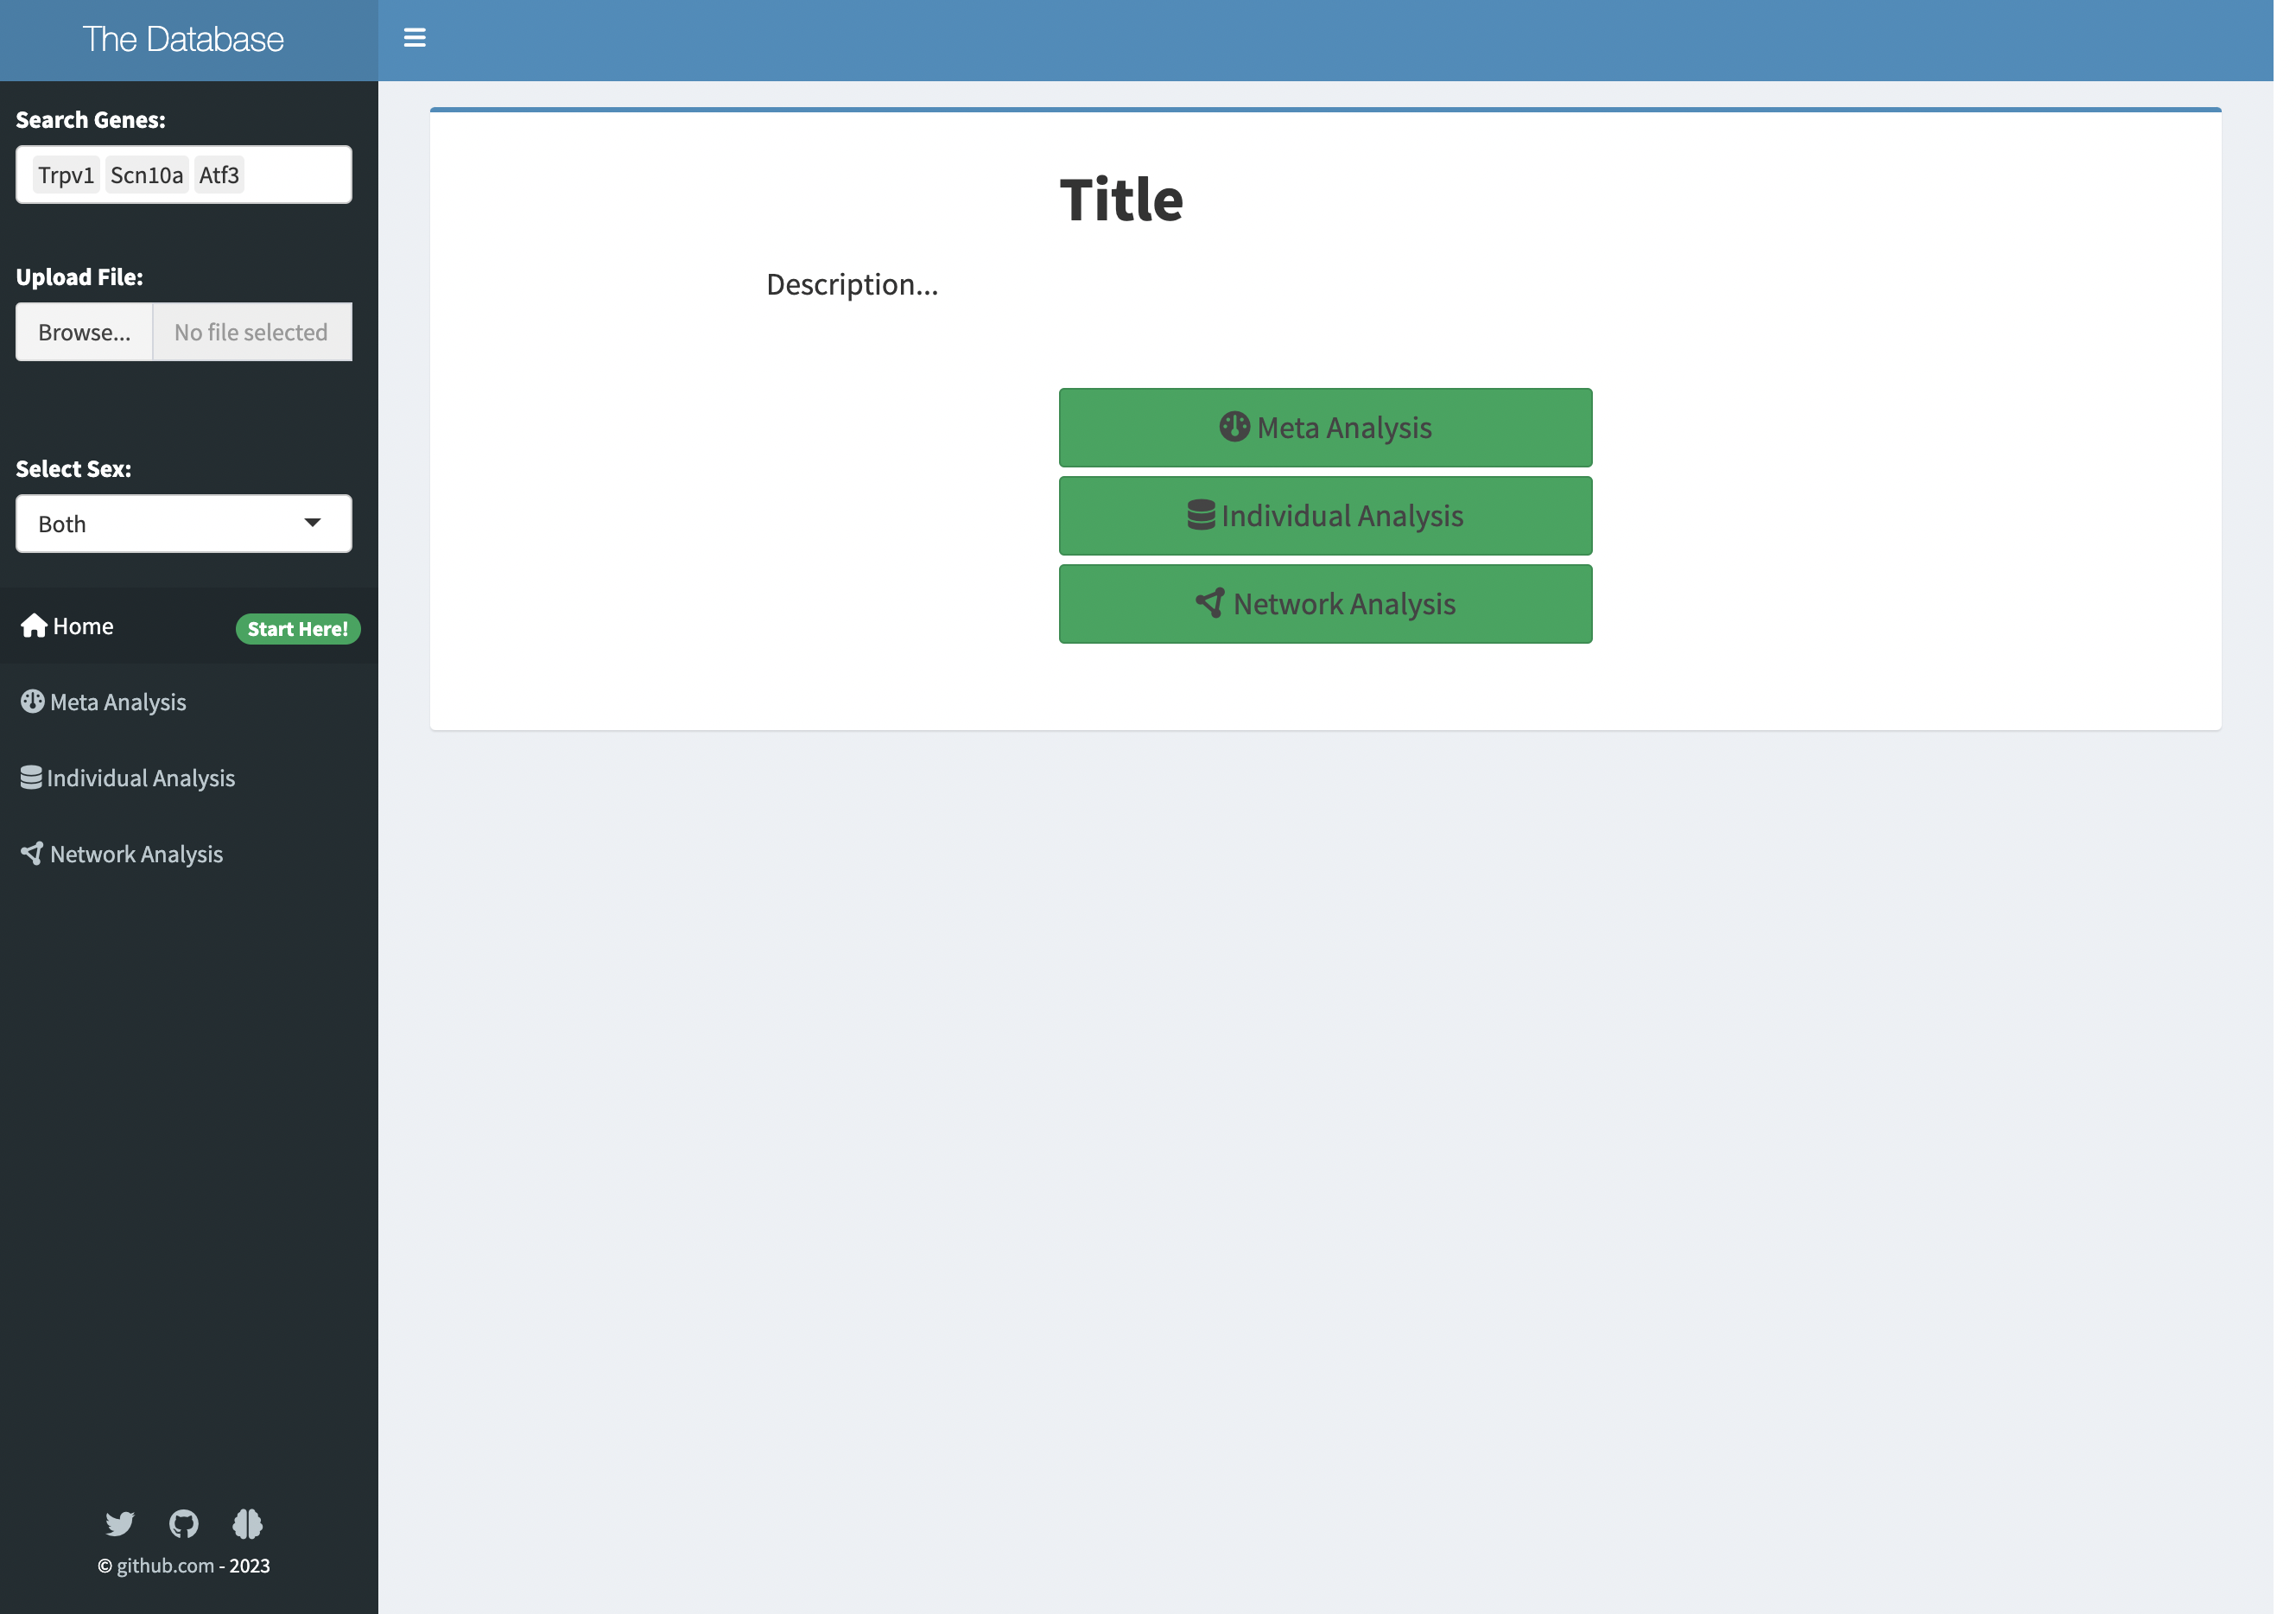 The Database
Search Genes:
Trpv1 Scn10a Atf3
Upload File:
Browse... No file selected
Select Sex:
Both
Home Start Here!
Meta Analysis
Individual Analysis
Network Analysis
© github.com - 2023
Title
Description...
Meta Analysis
Individual Analysis
Network Analysis